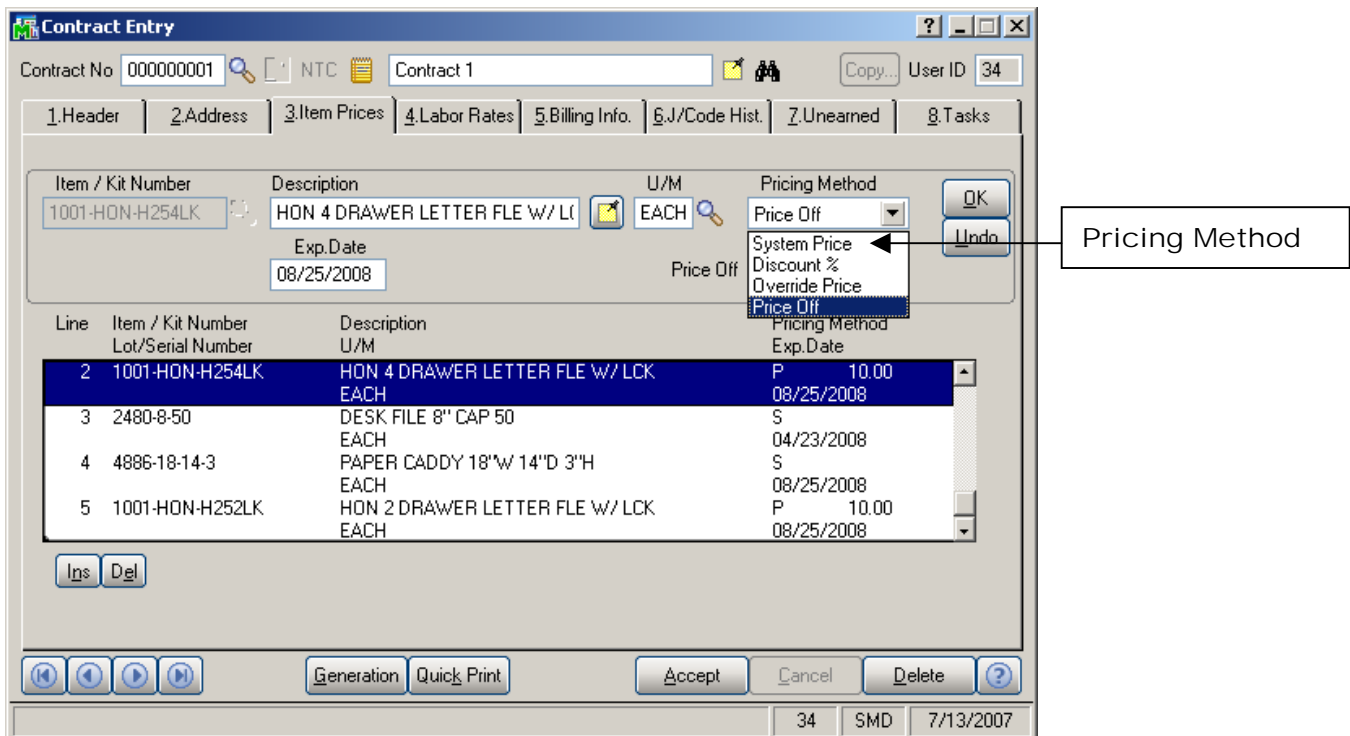 Contract Entry
Contract No 000000001 NTC Contract 1 Copy... User ID 34
1.Header 2.Address 3.Item Prices 4.Labor Rates 5.Billing Info. 6.J/Code Hist. 7.Unearned 8.Tasks
Item / Kit Number Description U/M Pricing Method
1001-HON-H254LK HON 4 DRAWER LETTER FLE W/ L( EACH Price Off OK
Undo
Exp.Date
08/25/2008 Price Off
System Price
Discount %
Override Price
Price Off
Pricing Method
Line Item / Kit Number Description Pricing Method
Lot/Serial Number U/M Exp.Date
2 1001-HON-H254LK HON 4 DRAWER LETTER FLE W/ LCK P 10.00
EACH 08/25/2008
3 2480-8-50 DESK FILE 8" CAP 50 S
EACH 04/23/2008
4 4886-18-14-3 PAPER CADDY 18"W 14"D 3"H S
EACH 08/25/2008
5 1001-HON-H252LK HON 2 DRAWER LETTER FLE W/ LCK P 10.00
EACH 08/25/2008
Ins Del
Generation Quick Print Accept Cancel Delete
34 SMD 7/13/2007